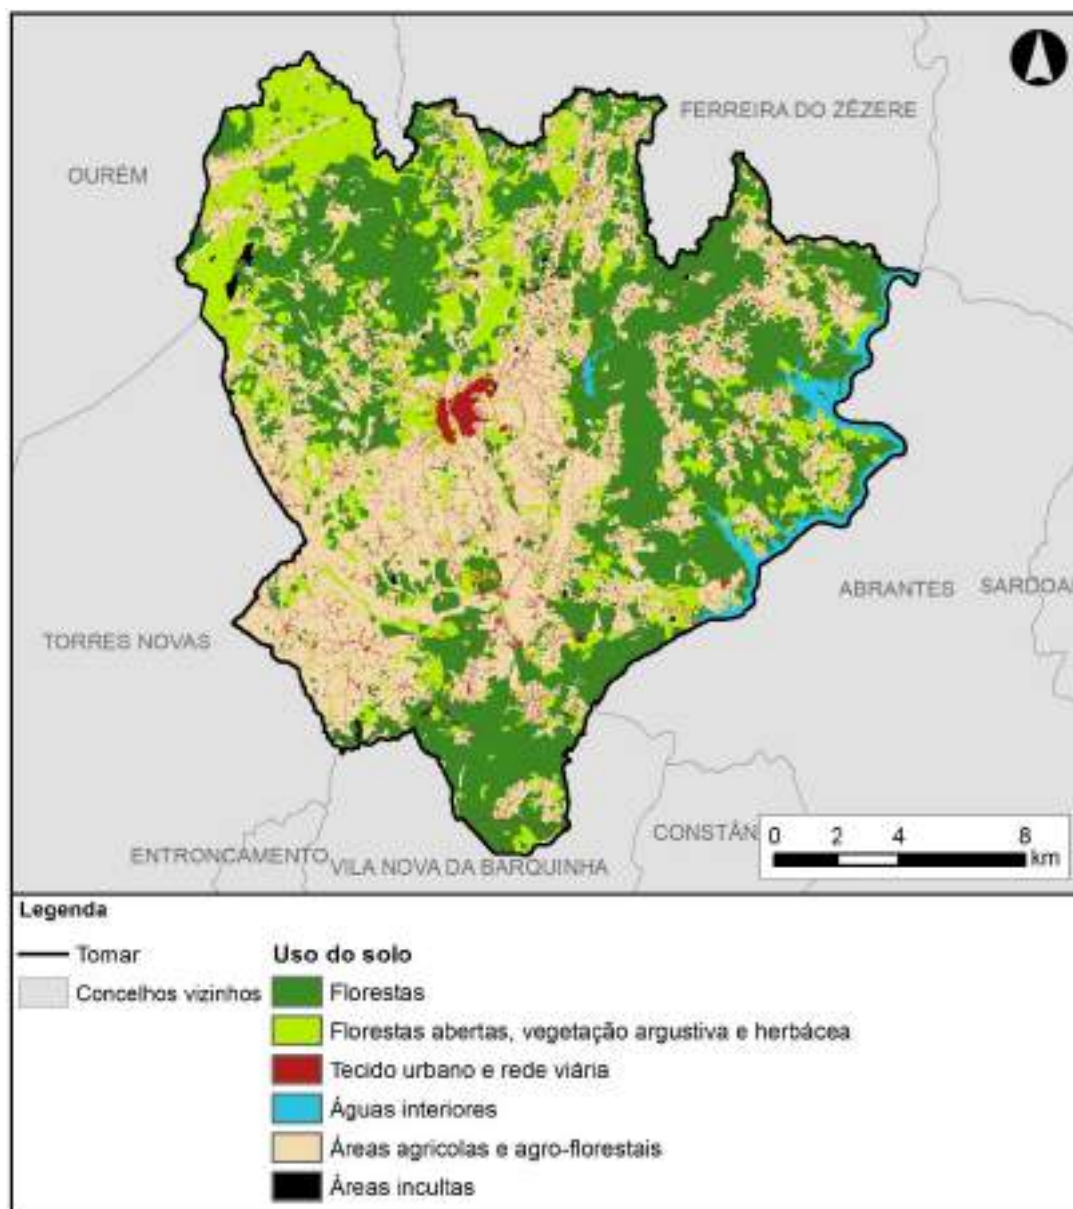 FERREIRA DO ZÊZERE
OURÉM
ABRANTES
SARDOAL
TORRES NOVAS
CONSTÂN
0 2 4 8
km
ENTRONCAMENTO
VILA NOVA DA BARQUINHA
Legenda
Tomar
Concelhos vizinhos
Uso do solo
Florestas
Florestas abertas, vegetação argustiva e herbácea
Tecido urbano e rede viária
Águas interiores
Áreas agricolas e agro-florestais
Áreas incultas